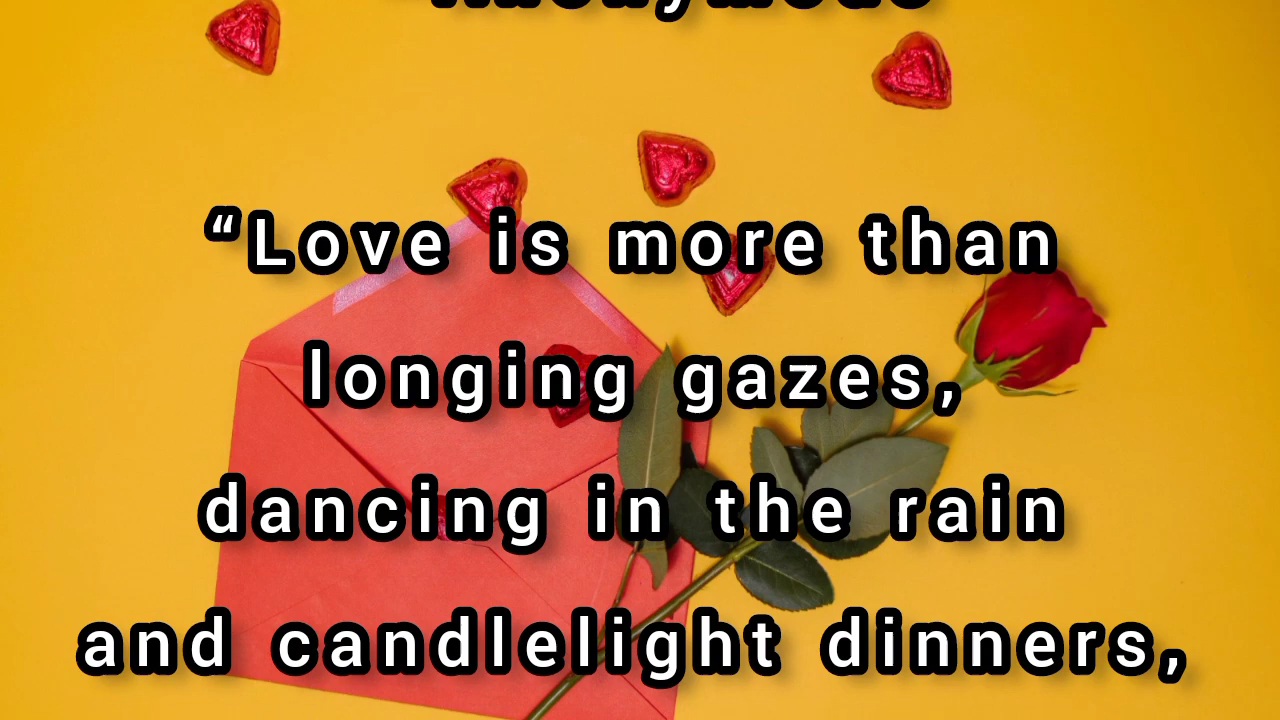 “Love is more than
longing gazes,
dancing in the rain
and candlelight dinners,